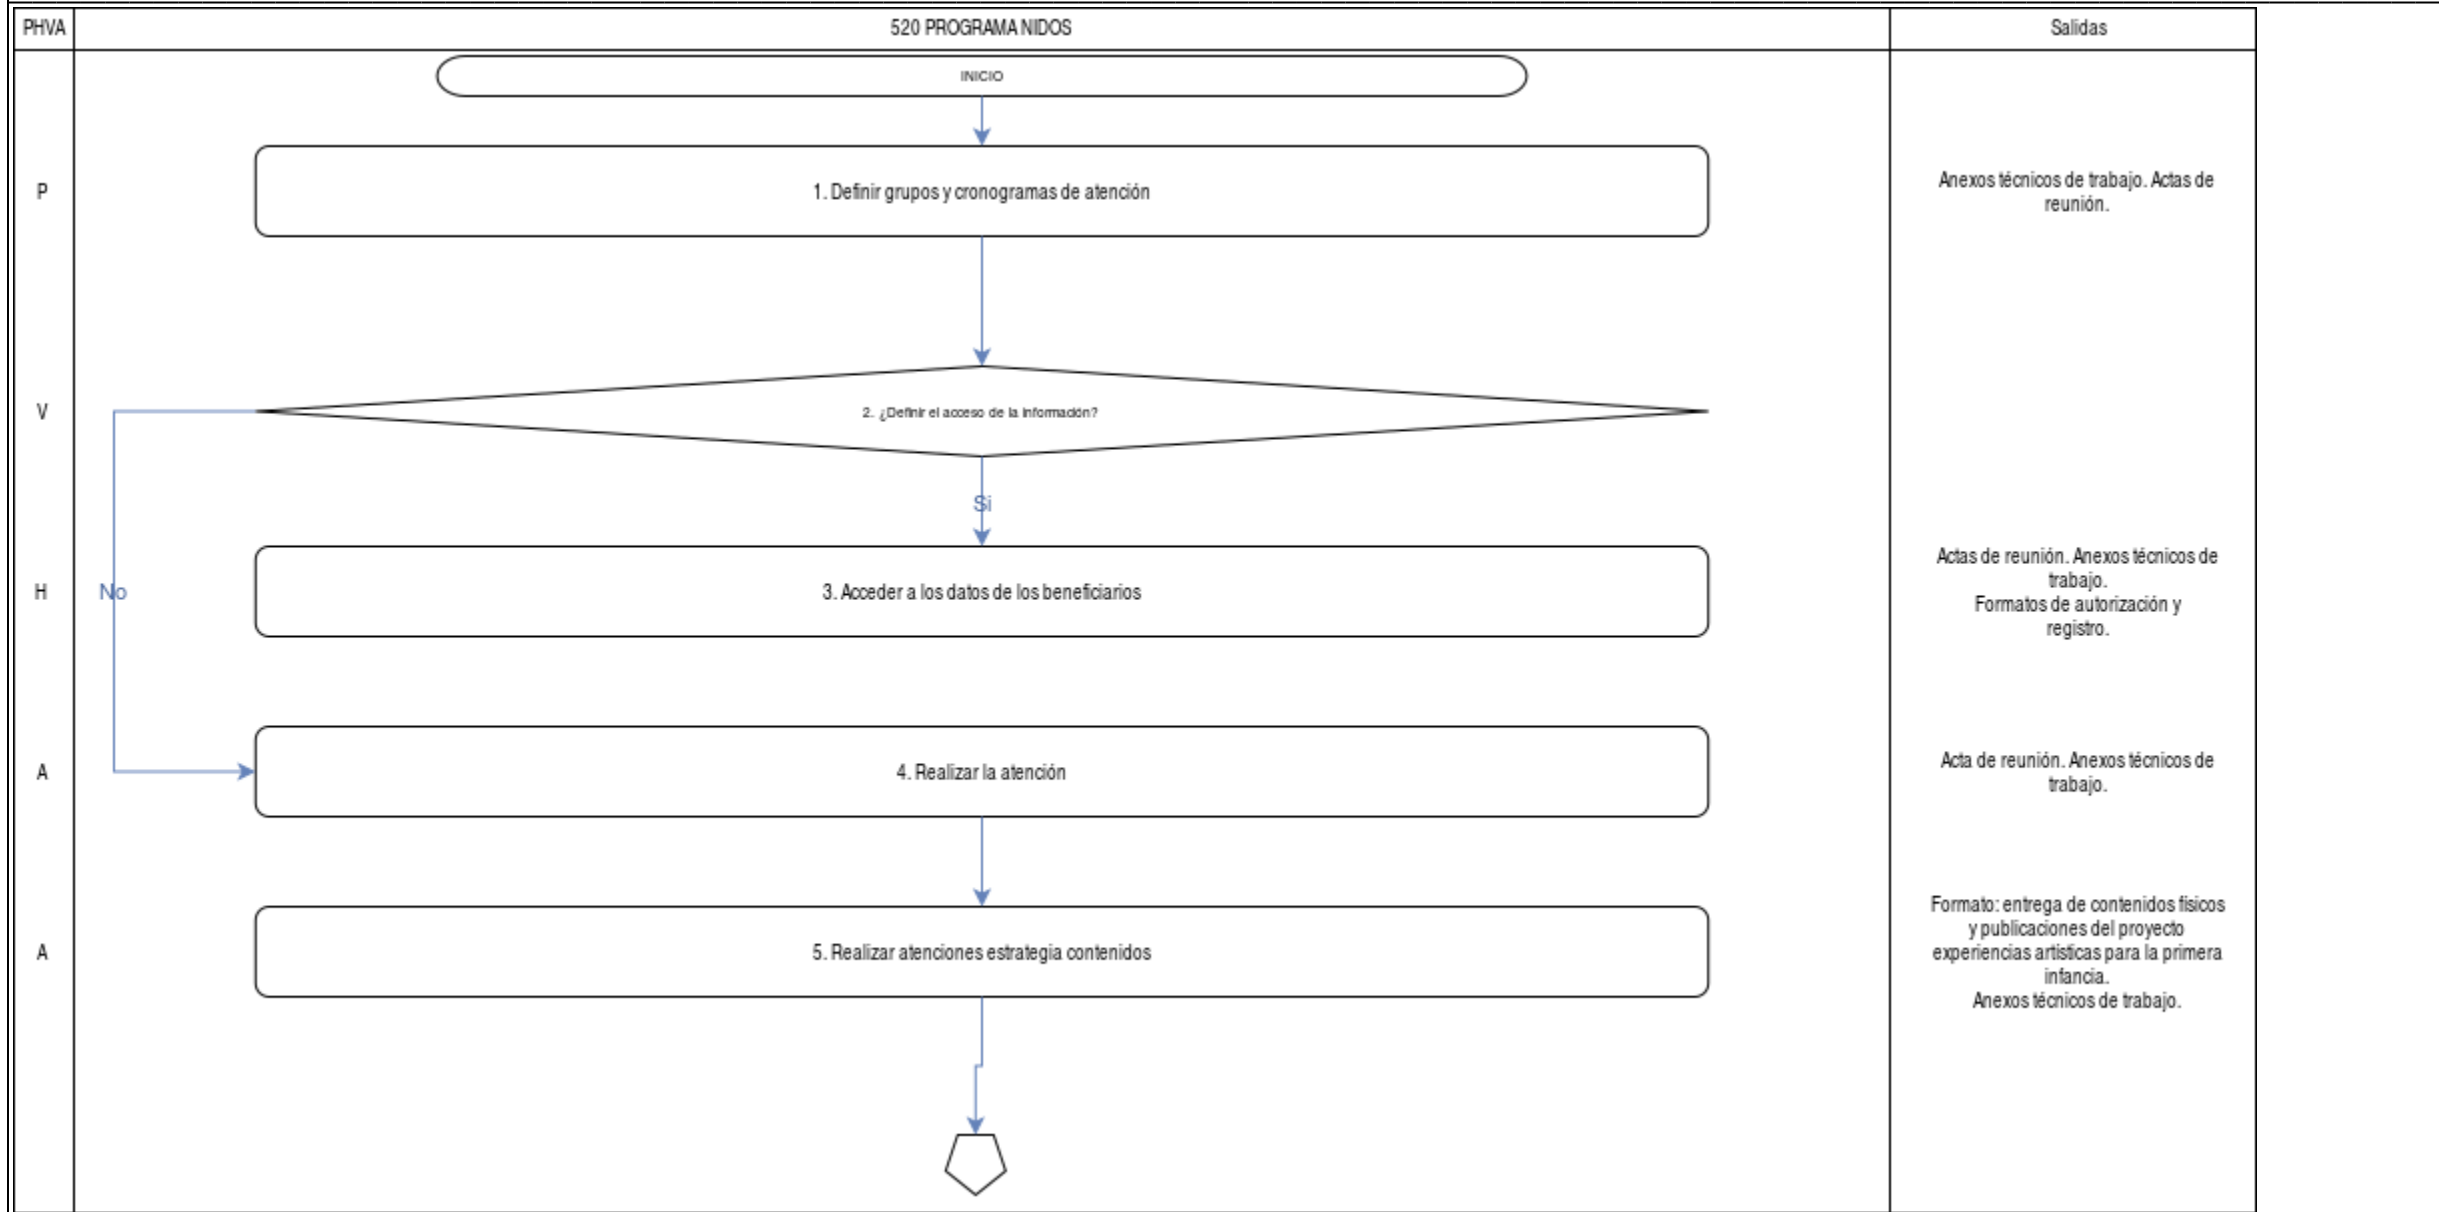 PHVA
520 PROGRAMA NIDOS
Salidas
INICIO
P
1. Definir grupos y cronogramas de atención
Anexos técnicos de trabajo. Actas de
reunión.
V
2. ¿Definir el acceso de la información?
Si
H
No
3. Acceder a los datos de los beneficiarios
Actas de reunión. Anexos técnicos de
trabajo.
Formatos de autorización y
registro.
A
4. Realizar la atención
Acta de reunión. Anexos técnicos de
trabajo.
A
5. Realizar atenciones estrategia contenidos
Formato: entrega de contenidos físicos
y publicaciones del proyecto
experiencias artísticas para la primera
infancia.
Anexos técnicos de trabajo.